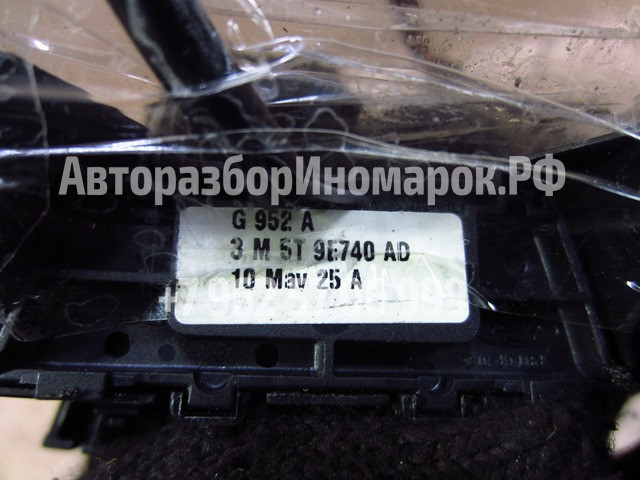 АвторазборИномарок.РФ
G 952 A
3 M 5T 9E740 AD
10 May 25 A